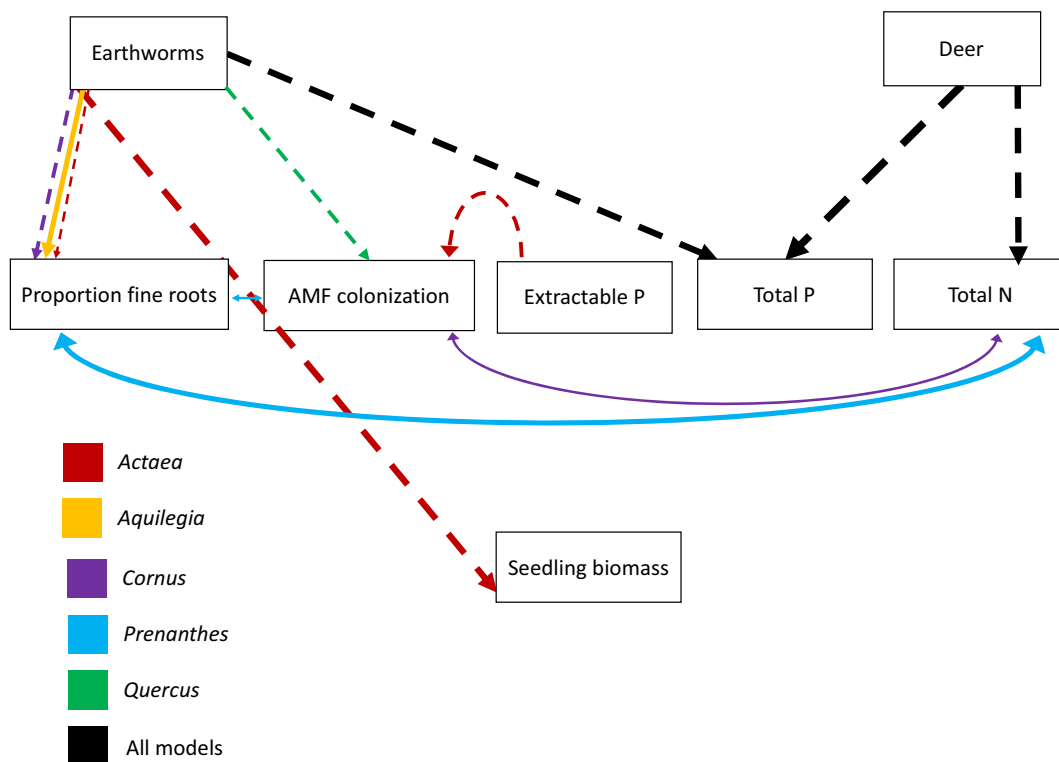 Earthworms
Deer
Proportion fine roots
AMF colonization
Extractable P
Total P
Total N
Actaea
Aquilegia
Seedling biomass
Cornus
Prenanthes
Quercus
All models